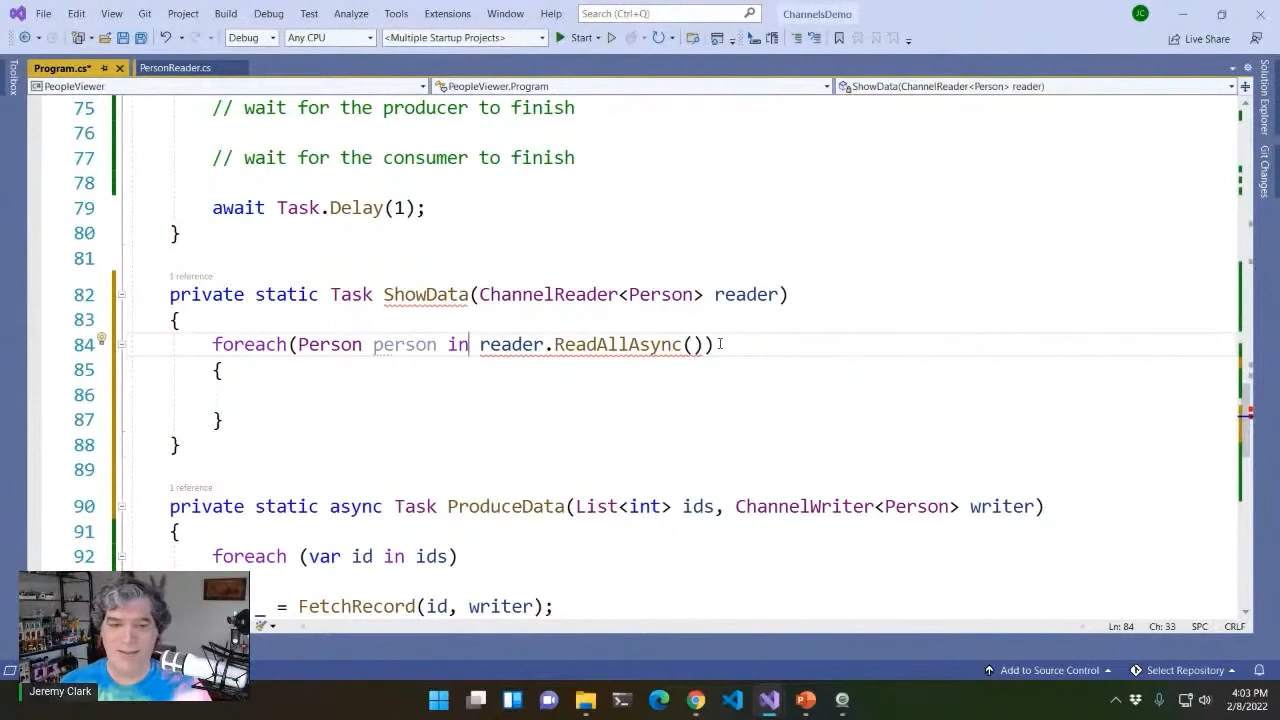 File Edit View Git Project Build Debug Test Analyze Tools Extensions Window Help Search (Ctrl+Q) ChannelsDemo JC
Debug Any CPU <Multiple Startup Projects> Start Live Share
Program.cs* PersonReader.cs
PeopleViewer PeopleViewer.Program ShowData(ChannelReader<Person> reader)
Toolbox
Solution Explorer
Git Changes
75 // wait for the producer to finish
76
77 // wait for the consumer to finish
78
79 await Task.Delay(1);
80 }
81
1 reference
82 private static Task ShowData(ChannelReader<Person> reader)
83 {
84 foreach(Person person in reader.ReadAllAsync())
85 {
86
87 }
88 }
89
1 reference
90 private static async Task ProduceData(List<int> ids, ChannelWriter<Person> writer)
91 {
92 foreach (var id in ids)
_ = FetchRecord(id, writer);
Ln: 84 Ch: 33 SPC CRLF
Add to Source Control Select Repository
Jeremy Clark
4:03 PM
2/8/2022